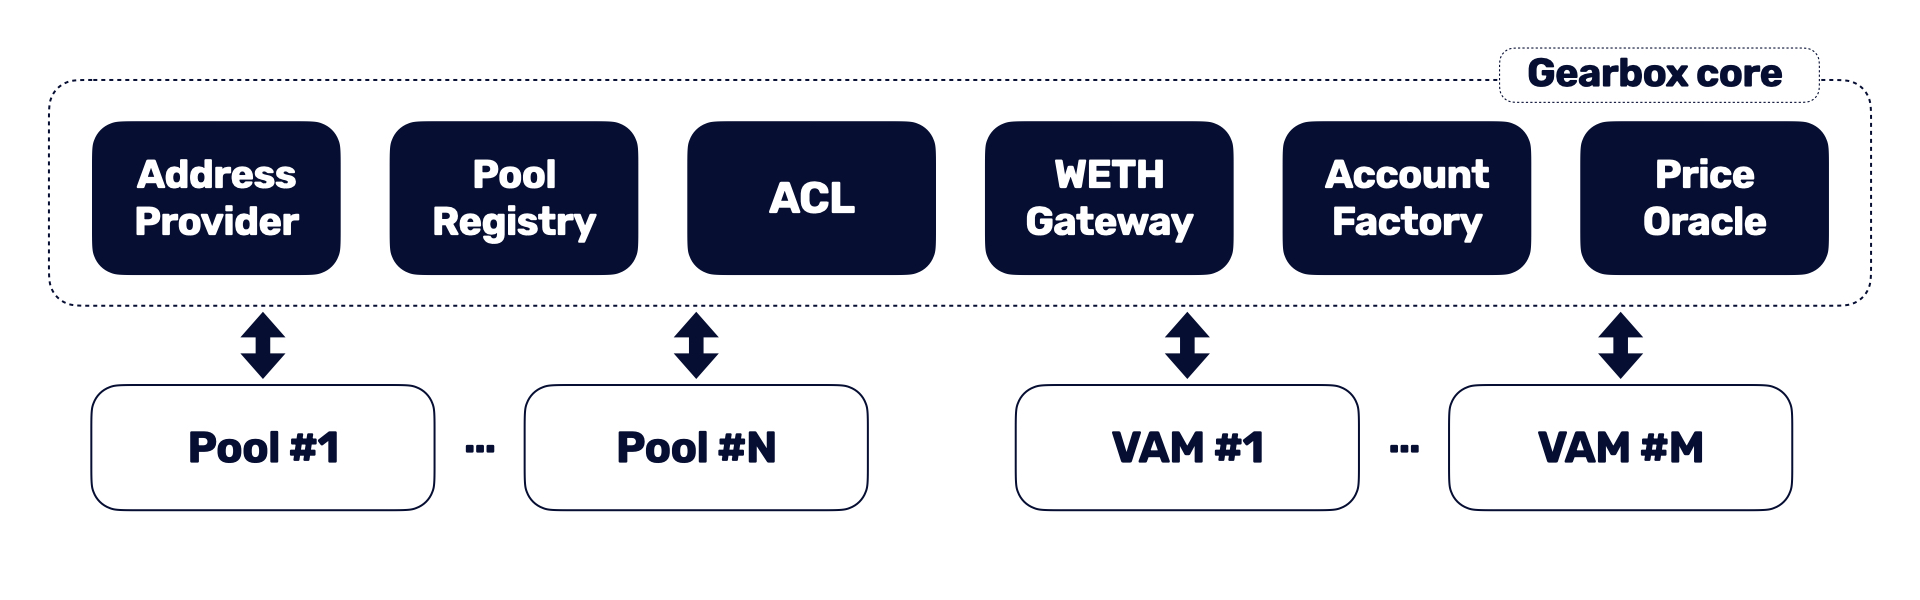 Gearbox core
Address
Provider
Pool
Registry
ACL
WETH
Gateway
Account
Factory
Price
Oracle
Pool #1
...
Pool #N
VAM #1
...
VAM #M